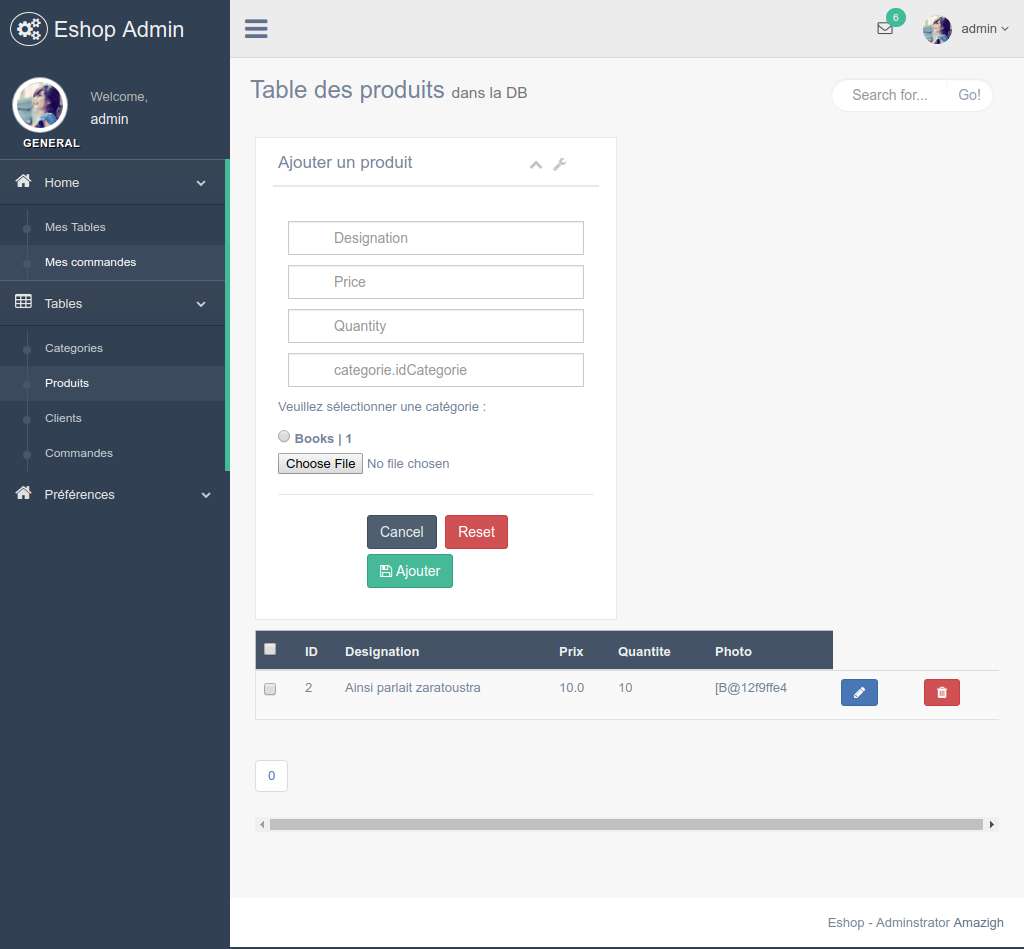 Eshop Admin
6
admin
Welcome,
admin
GENERAL
Home
Mes Tables
Mes commandes
Tables
Categories
Produits
Clients
Commandes
Préférences
Table des produits dans la DB
Search for... Go!
Ajouter un produit
Designation
Price
Quantity
categorie.idCategorie
Veuillez sélectionner une catégorie :
Books | 1
Choose File No file chosen
Cancel Reset
Ajouter
ID Designation Prix Quantite Photo
2 Ainsi parlait zaratoustra 10.0 10 [B@12f9ffe4
0
Eshop - Adminstrator Amazigh